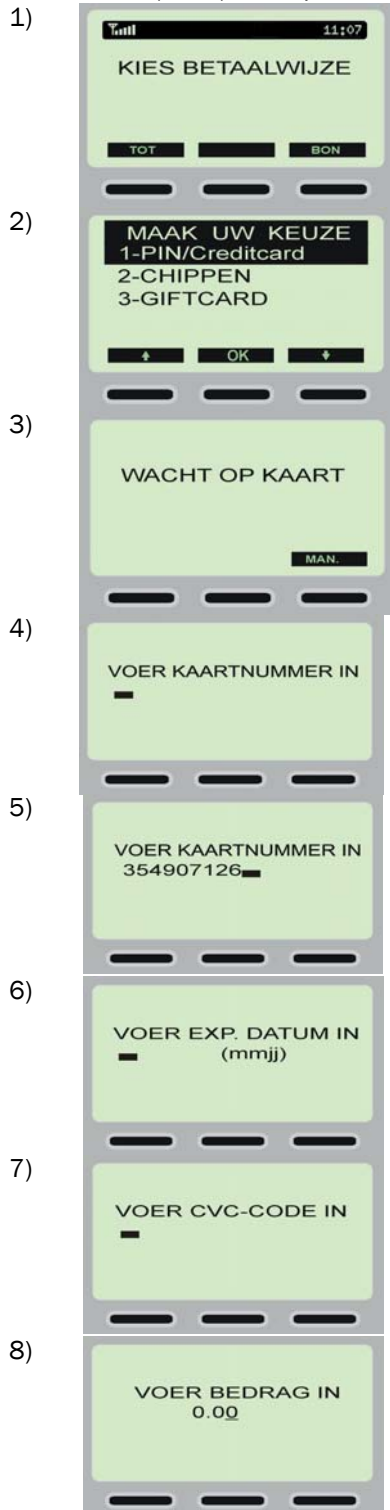 1)
11:07
KIES BETAALWIJZE
TOT BON
2)
MAAK UW KEUZE
1-PIN/Creditcard
2-CHIPPEN
3-GIFTCARD
OK
3)
WACHT OP KAART
MAN.
4)
VOER KAARTNUMMER IN
5)
VOER KAARTNUMMER IN
354907126
6)
VOER EXP. DATUM IN
(mmjj)
7)
VOER CVC-CODE IN
8)
VOER BEDRAG IN
0.00